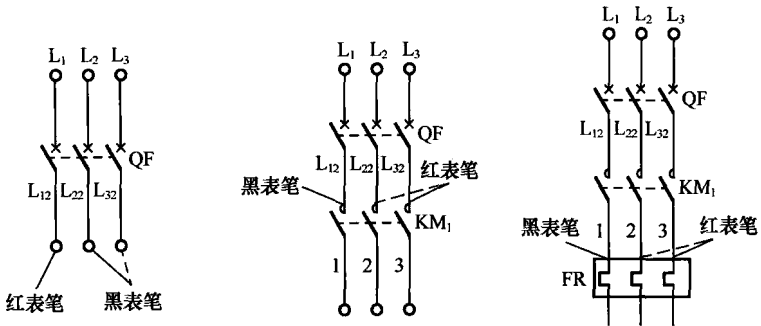 L₁ L₂ L₃
QF
L₁₂ L₂₂ L₃₂
红表笔 黑表笔
L₁ L₂ L₃
QF
L₁₂ L₂₂ L₃₂
黑表笔 红表笔
KM₁
1 2 3
L₁ L₂ L₃
QF
L₁₂ L₂₂ L₃₂
KM₁
黑表笔 1 2 3 红表笔
FR